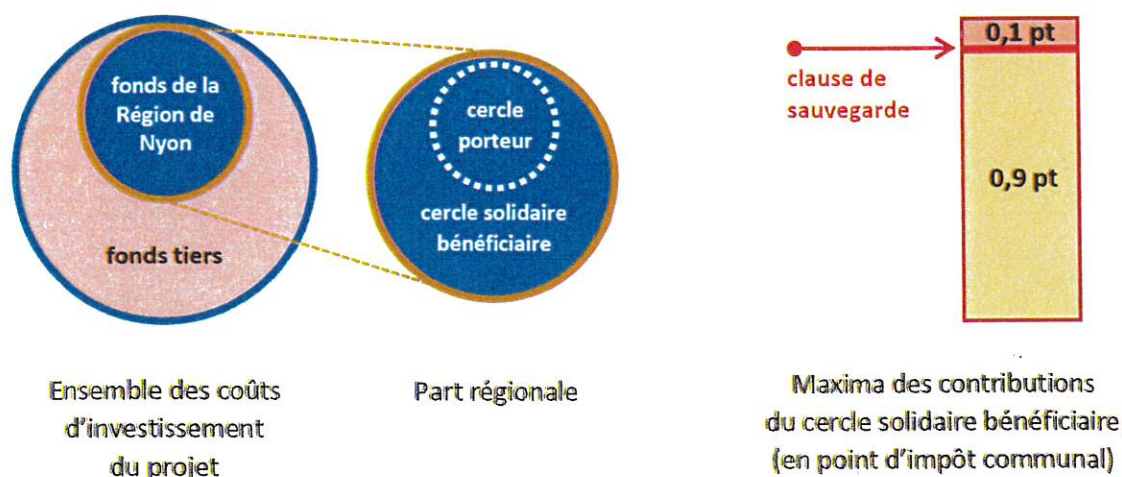 fonds de la
Région de
Nyon
fonds tiers
cercle
porteur
cercle solidaire
bénéficiaire
clause de
sauvegarde
0,1 pt
0,9 pt
Ensemble des coûts
d'investissement
du projet
Part régionale
Maxima des contributions
du cercle solidaire bénéficiaire
(en point d'impôt communal)